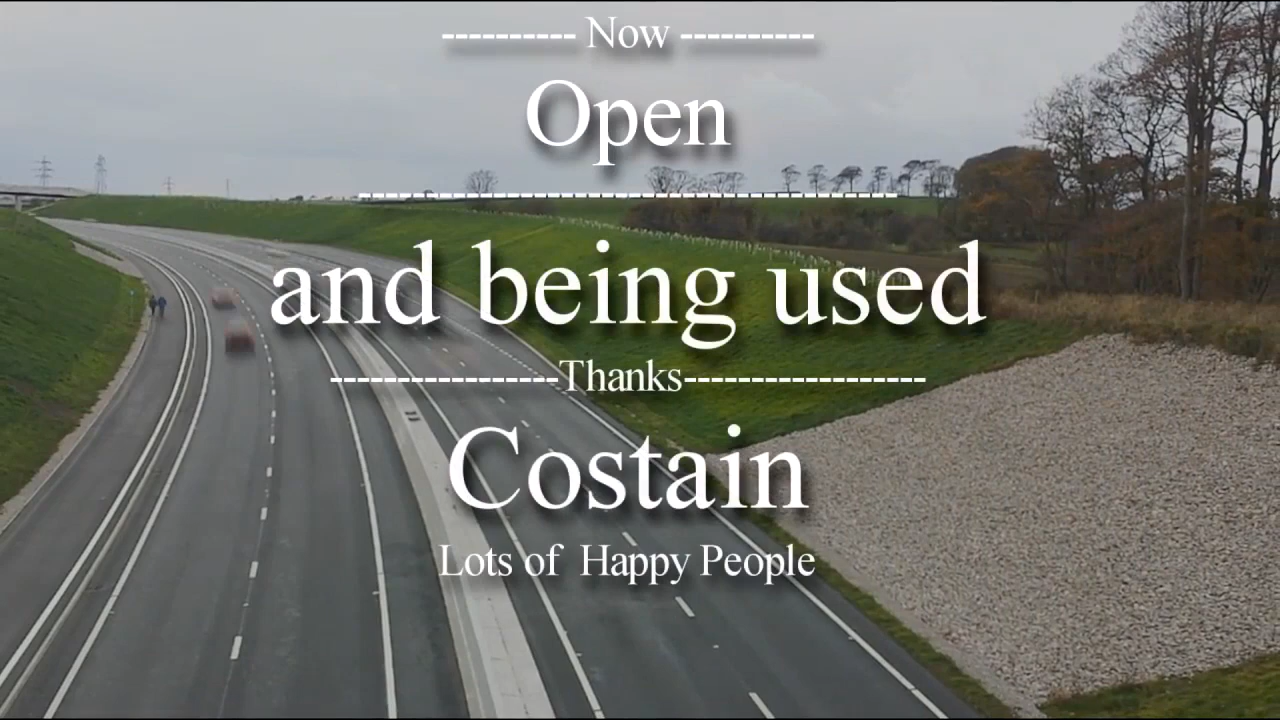 ---------- Now ----------
Open
---------------------------------------------
and being used
-----------------Thanks------------------
Costain
Lots of  Happy People